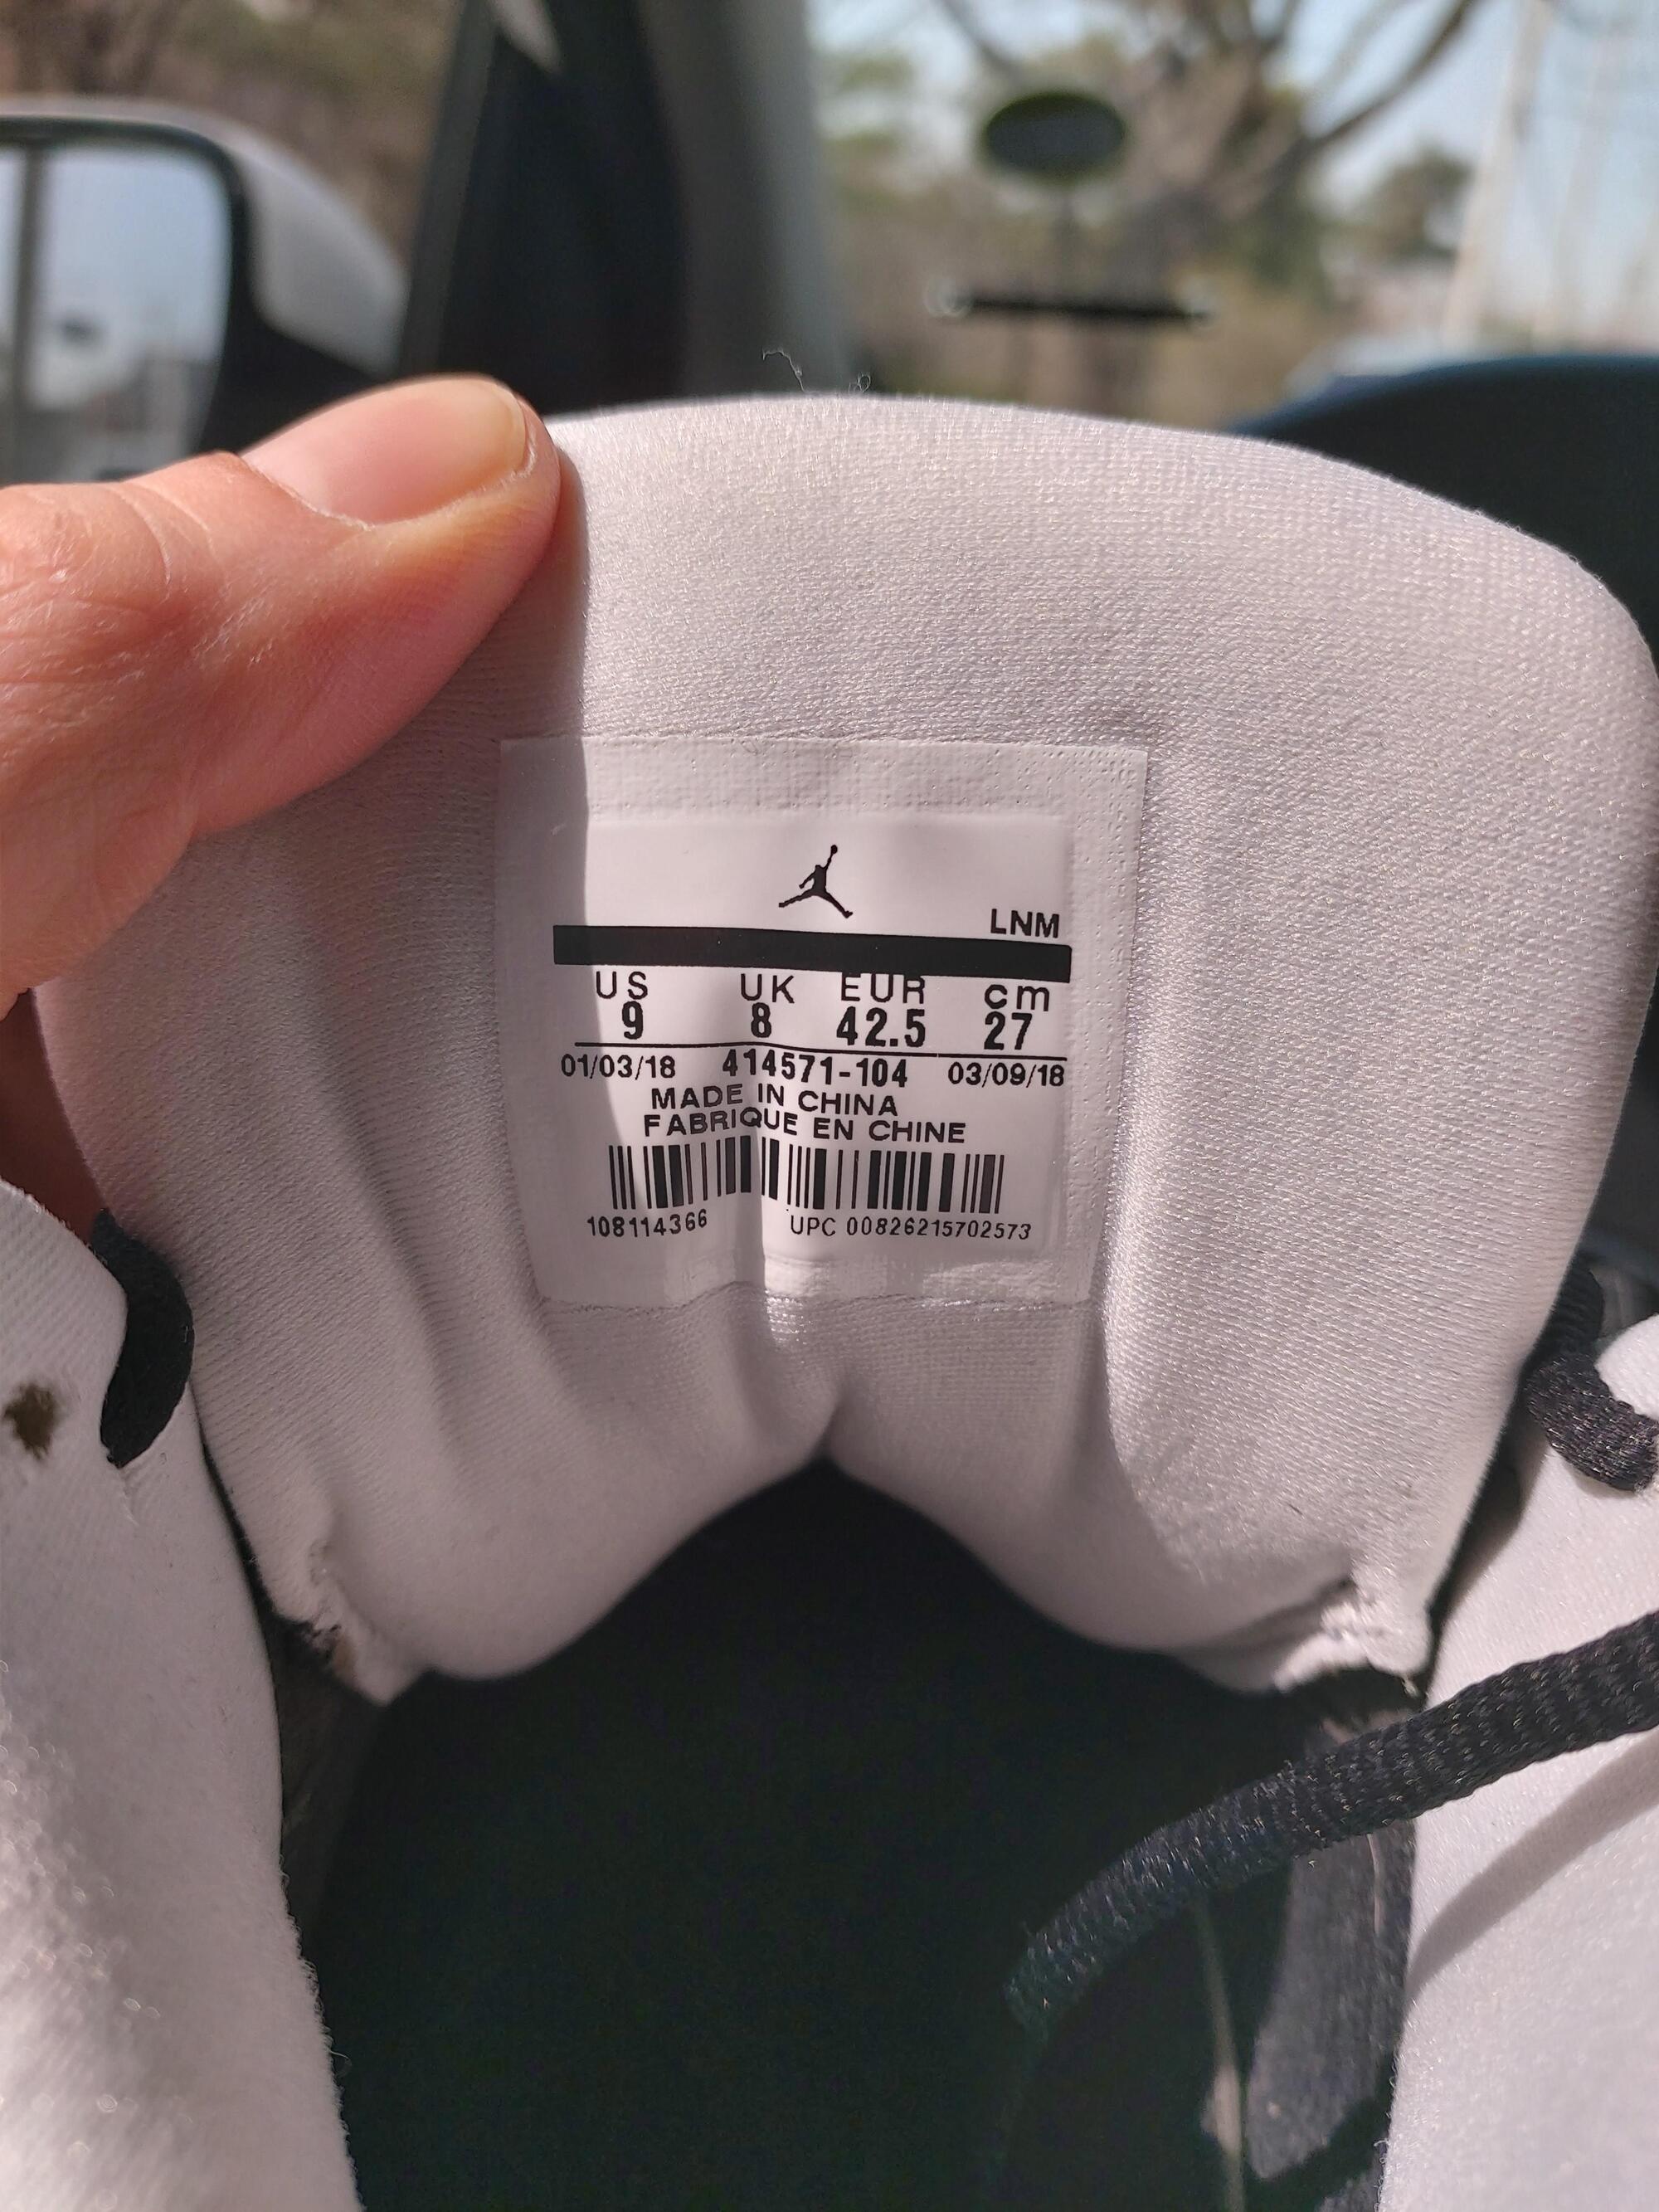 LNM
US UK EUR cm
9 8 42.5 27
01/03/18 414571-104 03/09/18
MADE IN CHINA
FABRIQUE EN CHINE
108114366 UPC 00826215702573